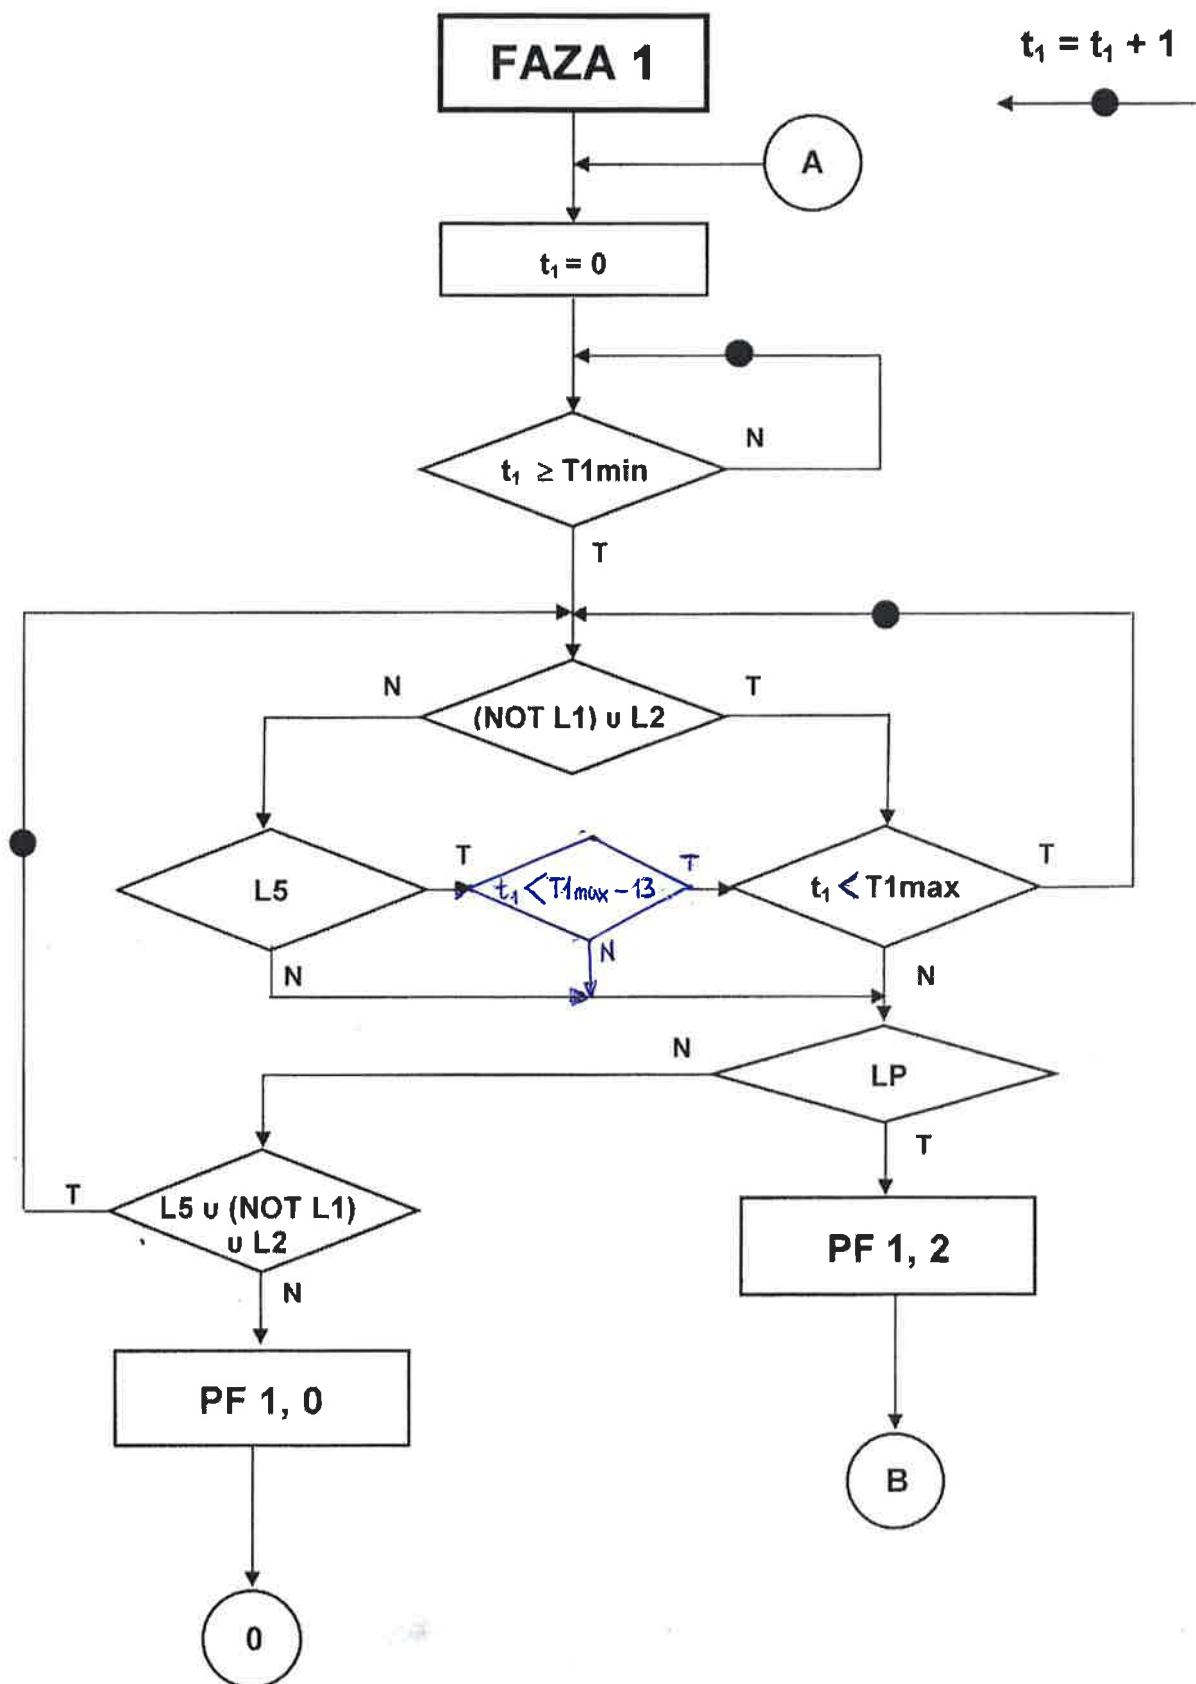 FAZA 1
t₁ = t₁ + 1
A
t₁ = 0
N
t₁ ≥ T1min
T
N
T
(NOT L1) ∪ L2
L5
T
t₁ < T1max - 13
T
t₁ < T1max
T
N
N
N
N
LP
T
T
L5 ∪ (NOT L1)
∪ L2
N
PF 1, 2
PF 1, 0
B
0